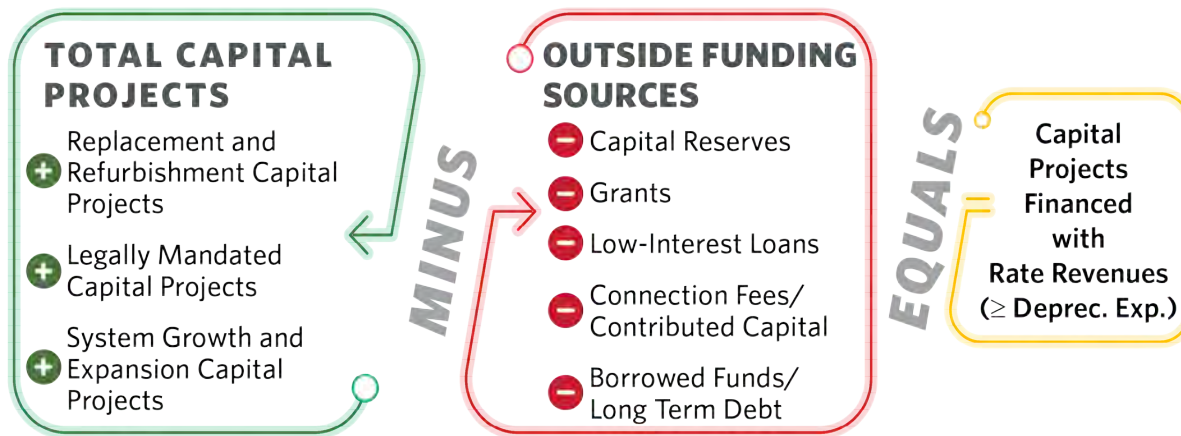 TOTAL CAPITAL
PROJECTS
Replacement and
Refurbishment Capital
Projects
Legally Mandated
Capital Projects
System Growth and
Expansion Capital
Projects
MINUS
OUTSIDE FUNDING
SOURCES
Capital Reserves
Grants
Low-Interest Loans
Connection Fees/
Contributed Capital
Borrowed Funds/
Long Term Debt
EQUALS
Capital
Projects
Financed
with
Rate Revenues
(≥ Deprec. Exp.)